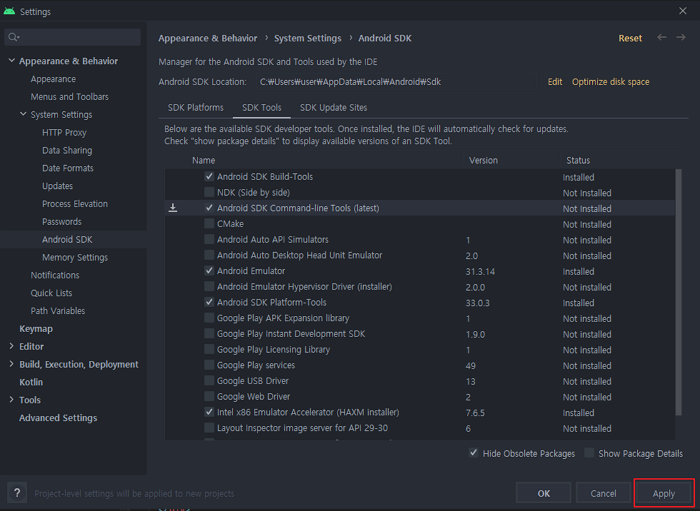 Settings
Appearance & Behavior
Appearance
Menus and Toolbars
System Settings
HTTP Proxy
Data Sharing
Date Formats
Updates
Process Elevation
Passwords
Android SDK
Memory Settings
Notifications
Quick Lists
Path Variables
Keymap
Editor
Build, Execution, Deployment
Kotlin
Tools
Advanced Settings
Appearance & Behavior › System Settings › Android SDK Reset
Manager for the Android SDK and Tools used by the IDE
Android SDK Location: C:₩Users₩user₩AppData₩Local₩Android₩Sdk Edit Optimize disk space
SDK Platforms SDK Tools SDK Update Sites
Below are the available SDK developer tools. Once installed, the IDE will automatically check for updates.
Check "show package details" to display available versions of an SDK Tool.
Name Version Status
Android SDK Build-Tools Installed
NDK (Side by side) Not Installed
Android SDK Command-line Tools (latest) Not Installed
CMake Not Installed
Android Auto API Simulators 1 Not installed
Android Auto Desktop Head Unit Emulator 2.0 Not installed
Android Emulator 31.3.14 Installed
Android Emulator Hypervisor Driver (installer) 2.0.0 Not installed
Android SDK Platform-Tools 33.0.3 Installed
Google Play APK Expansion library 1 Not installed
Google Play Instant Development SDK 1.9.0 Not installed
Google Play Licensing Library 1 Not installed
Google Play services 49 Not installed
Google USB Driver 13 Not installed
Google Web Driver 2 Not installed
Intel x86 Emulator Accelerator (HAXM installer) 7.6.5 Installed
Layout Inspector image server for API 29-30 6 Not installed
Hide Obsolete Packages Show Package Details
? Project-level settings will be applied to new projects
OK Cancel Apply